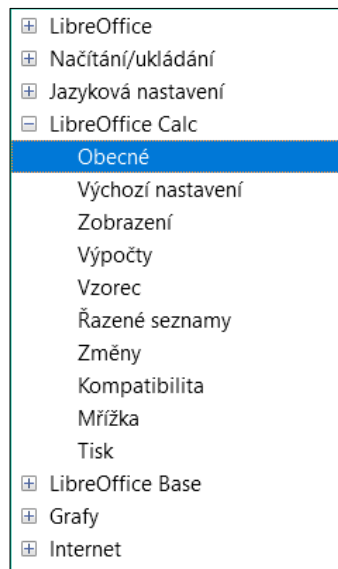 LibreOffice
Načítání/ukládání
Jazyková nastavení
LibreOffice Calc
Obecné
Výchozí nastavení
Zobrazení
Výpočty
Vzorec
Řazené seznamy
Změny
Kompatibilita
Mřížka
Tisk
LibreOffice Base
Grafy
Internet